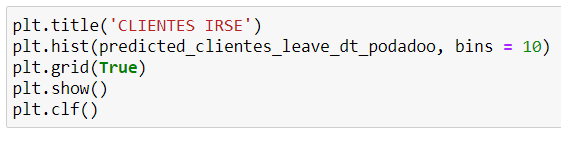 plt.title('CLIENTES IRSE')
plt.hist(predicted_clientes_leave_dt_podadoo, bins = 10)
plt.grid(True)
plt.show()
plt.clf()